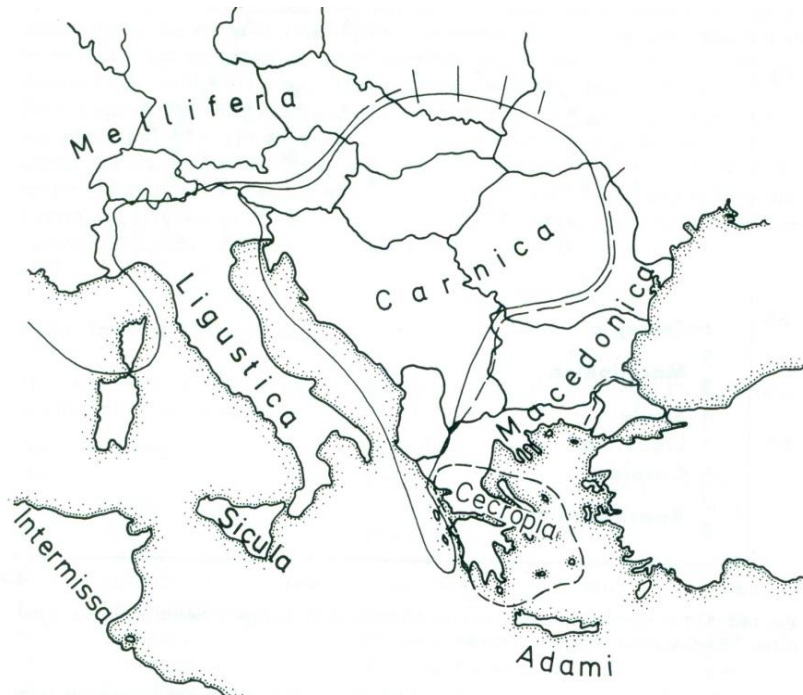 Mellifera
Carnica
Ligustica
Macedonica
Cecropia
Sicula
Intermissa
Adami